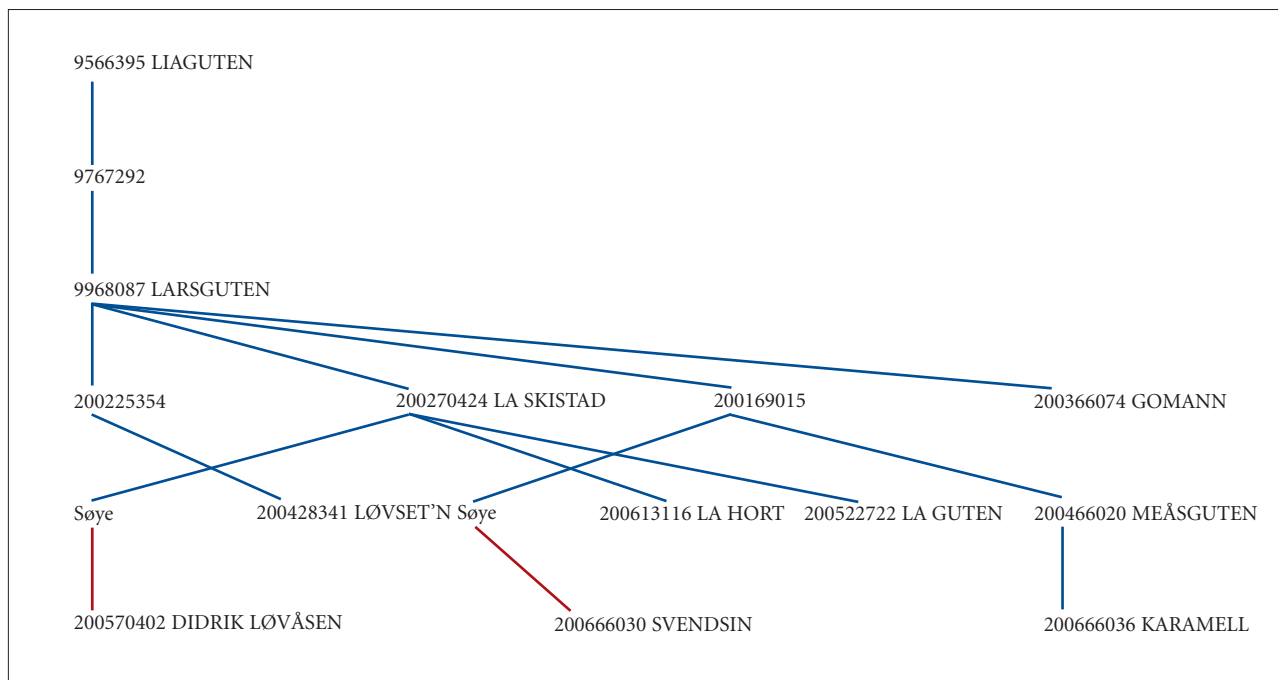 9566395 LIAGUTEN
9767292
9968087 LARSGUTEN
200225354 200270424 LA SKISTAD 200169015 200366074 GOMANN
Søye 200428341 LØVSET’N Søye 200613116 LA HORT 200522722 LA GUTEN 200466020 MEÅSGUTEN
200570402 DIDRIK LØVÅSEN 200666030 SVENDSIN 200666036 KARAMELL